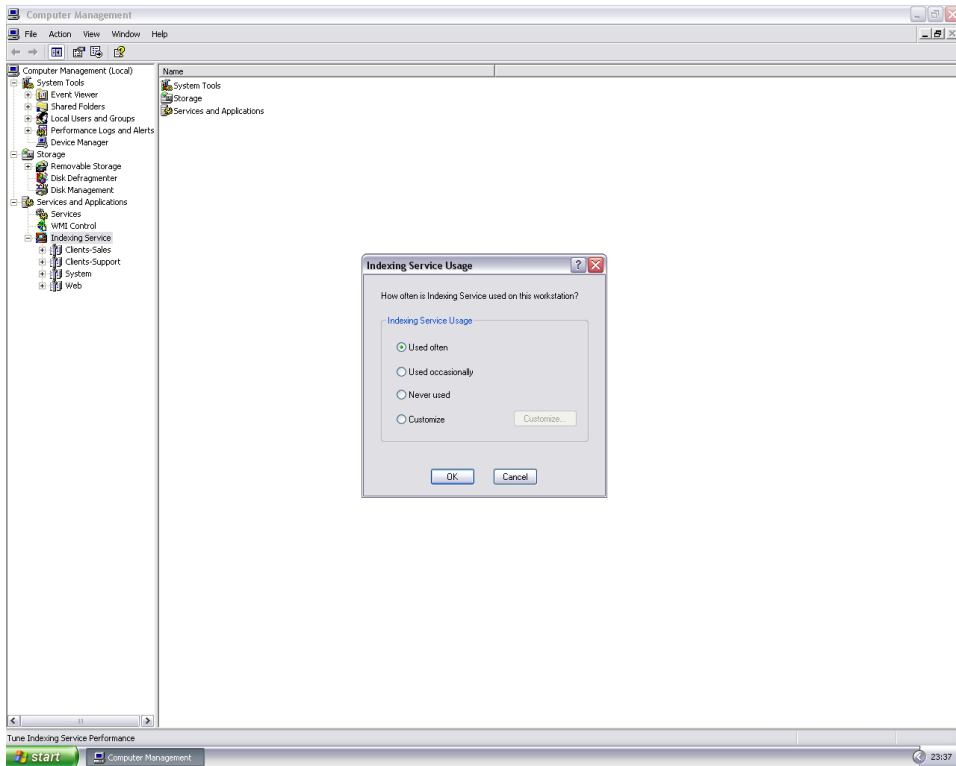 Computer Management
File Action View Window Help
Computer Management (Local)
System Tools
Event Viewer
Shared Folders
Local Users and Groups
Performance Logs and Alerts
Device Manager
Storage
Removable Storage
Disk Defragmenter
Disk Management
Services and Applications
Services
WMI Control
Indexing Service
Clients-Sales
Clients-Support
System
Web
Name
System Tools
Storage
Services and Applications
Indexing Service Usage
How often is Indexing Service used on this workstation?
Indexing Service Usage
Used often
Used occasionally
Never used
Customize Customize...
OK Cancel
Tune Indexing Service Performance
start Computer Management 23:37